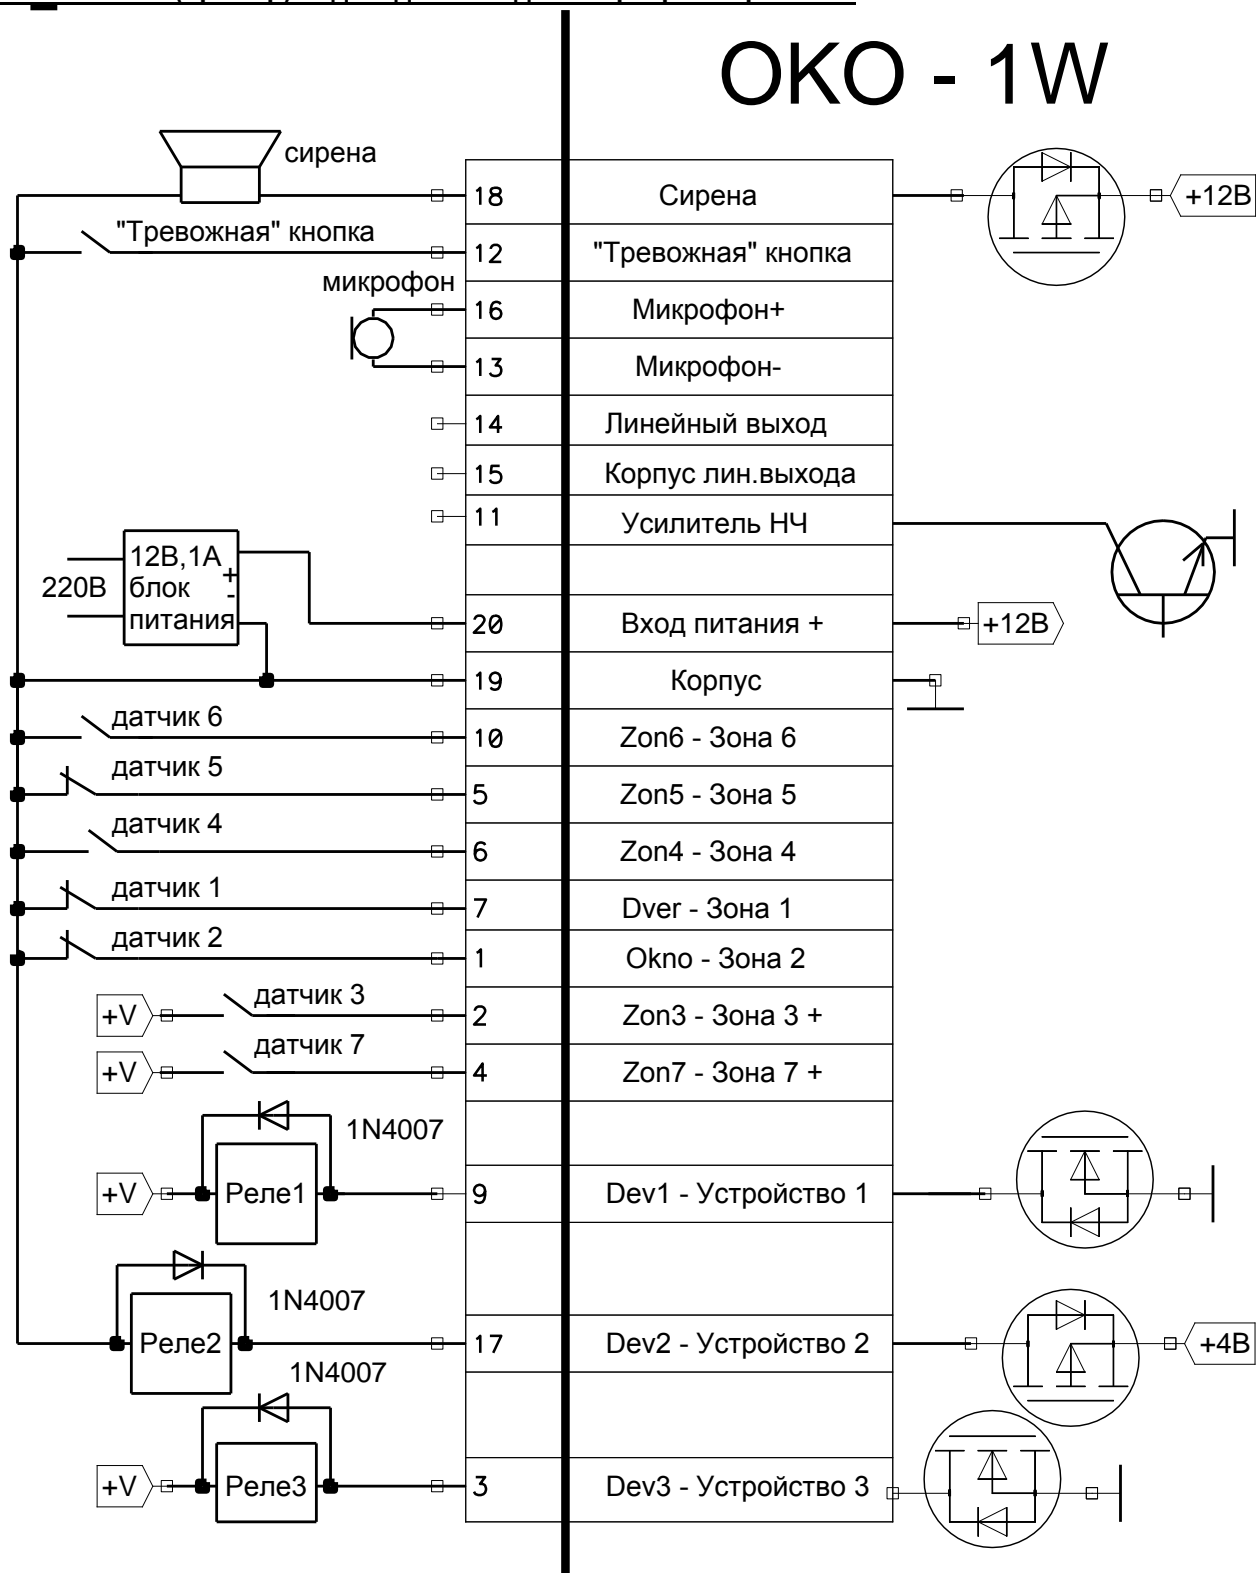 OKO - 1W
сирена
18 Сирена
+12В
"Тревожная" кнопка
12 "Тревожная" кнопка
микрофон
16 Микрофон+
13 Микрофон-
14 Линейный выход
15 Корпус лин.выхода
11 Усилитель НЧ
12В,1А
220В блок + -
питания
20 Вход питания +
+12В
19 Корпус
датчик 6
10 Zon6 - Зона 6
датчик 5
5 Zon5 - Зона 5
датчик 4
6 Zon4 - Зона 4
датчик 1
7 Dver - Зона 1
датчик 2
1 Okno - Зона 2
датчик 3
+V 2 Zon3 - Зона 3 +
датчик 7
+V 4 Zon7 - Зона 7 +
1N4007
+V Реле1 9 Dev1 - Устройство 1
1N4007
Реле2 17 Dev2 - Устройство 2
+4В
1N4007
+V Реле3 3 Dev3 - Устройство 3